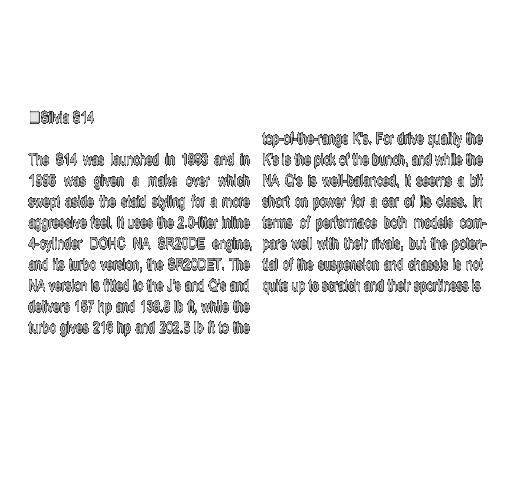 ■Silvia S14
The S14 was launched in 1993 and in
1996 was given a make over which
swept aside the staid styling for a more
aggressive feel. It uses the 2.0-liter inline
4-cylinder DOHC NA SR20DE engine,
and its turbo version, the SR20DET. The
NA version is fitted to the J's and Q's and
delivers 157 hp and 138.8 lb ft, while the
turbo gives 216 hp and 202.5 lb ft to the
top-of-the-range K's. For drive quality the
K's is the pick of the bunch, and while the
NA Q's is well-balanced, it seems a bit
short on power for a car of its class. In
terms of performace both models com-
pare well with their rivals, but the poten-
tial of the suspension and chassis is not
quite up to scratch and their sportiness is